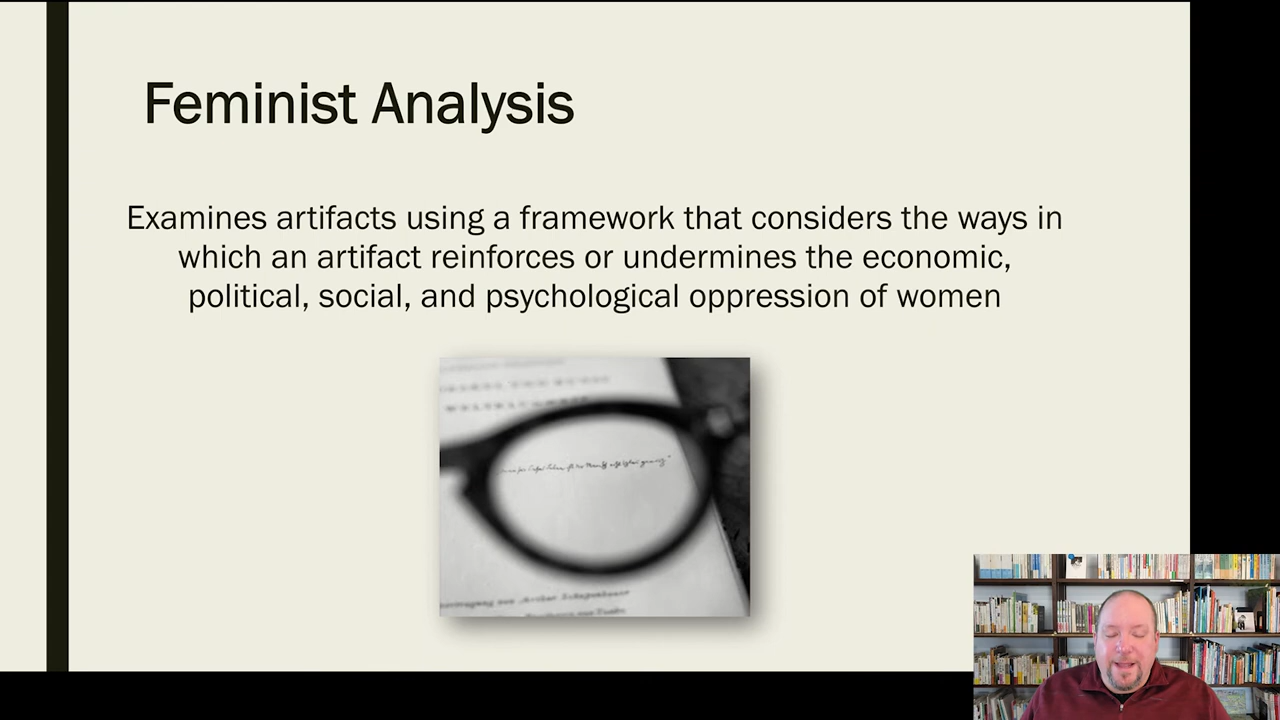 Feminist Analysis
Examines artifacts using a framework that considers the ways in
which an artifact reinforces or undermines the economic,
political, social, and psychological oppression of women